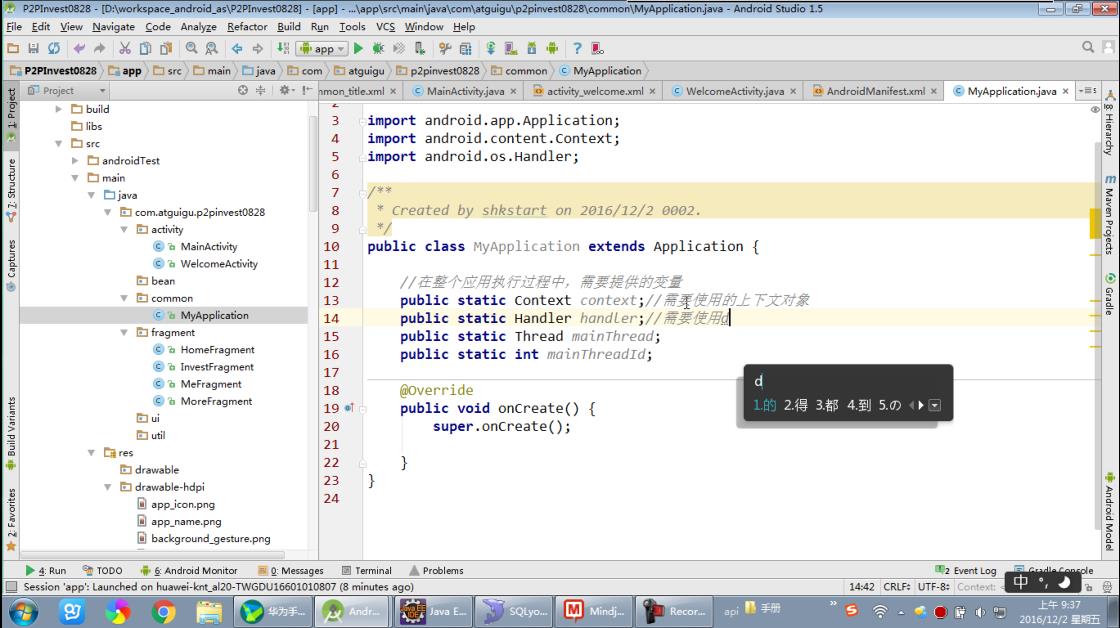 P2PInvest0828 - [D:\workspace_android_as\P2PInvest0828] - [app] - ...\app\src\main\java\com\atguigu\p2pinvest0828\common\MyApplication.java - Android Studio 1.5
File Edit View Navigate Code Analyze Refactor Build Run Tools VCS Window Help
app
P2PInvest0828 app src main java com atguigu p2pinvest0828 common MyApplication
Project
mmon_title.xml MainActivity.java activity_welcome.xml WelcomeActivity.java AndroidManifest.xml MyApplication.java
1: Project
7: Structure
Captures
Build Variants
2: Favorites
build
libs
src
androidTest
main
java
com.atguigu.p2pinvest0828
activity
MainActivity
WelcomeActivity
bean
common
MyApplication
fragment
HomeFragment
InvestFragment
MeFragment
MoreFragment
ui
util
res
drawable
drawable-hdpi
app_icon.png
app_name.png
background_gesture.png
2
3 import android.app.Application;
4 import android.content.Context;
5 import android.os.Handler;
6
7 /**
8 * Created by shkstart on 2016/12/2 0002.
9 */
10 public class MyApplication extends Application {
11
12 //在整个应用执行过程中，需要提供的变量
13 public static Context context;//需要使用的上下文对象
14 public static Handler handler;//需要使用d
15 public static Thread mainThread;
16 public static int mainThreadId;
17
18 @Override
19 public void onCreate() {
20 super.onCreate();
21
22 }
23 }
24
d
1.的 2.得 3.都 4.到 5.の
8: Hierarchy
Maven Projects
Gradle
Android Model
4: Run TODO 6: Android Monitor 0: Messages Terminal Problems 2 Event Log Gradle Console
Session 'app': Launched on huawei-knt_al20-TWGDU16601010807 (8 minutes ago) 14:42 CRLF UTF-8 Context:
中
华为手... Andr... Java E... SQLyo... Mindj... Recor... api 手册
上午 9:37
2016/12/2 星期五